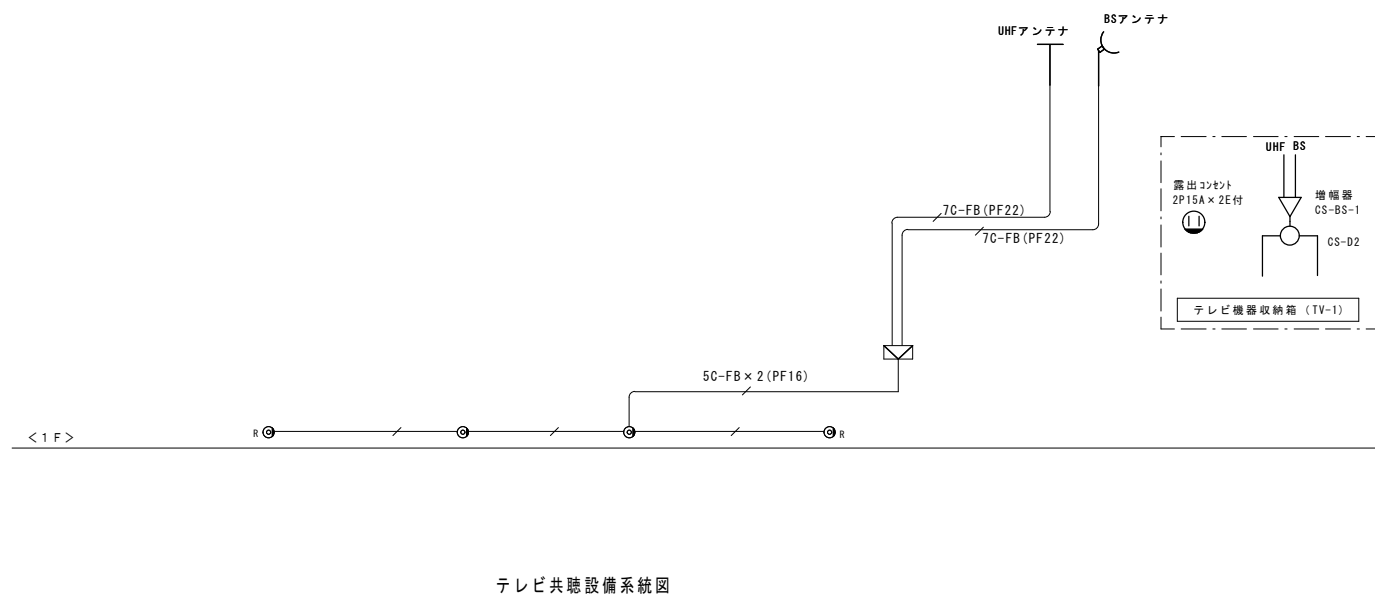 BSアンテナ
UHFアンテナ
UHF BS
露出コンセント
2P15A×2E付
増幅器
CS-BS-1
7C-FB(PF22)
7C-FB(PF22)
CS-D2
テレビ機器収納箱 (TV-1)
5C-FB×2(PF16)
<1F>
R
R
テレビ共聴設備系統図